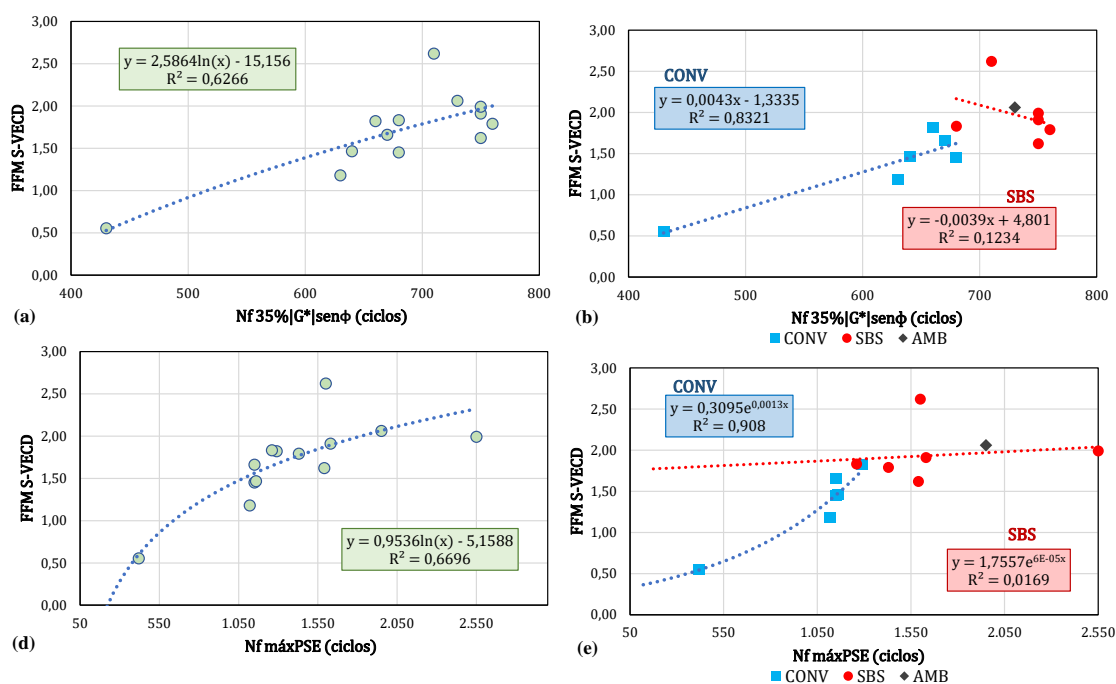 3,00
2,50
2,00
1,50
1,00
0,50
0,00
FFM S-VECD
y = 2,5864ln(x) - 15,156
R² = 0,6266
400 500 600 700 800
(a)
Nf 35%|G*|senϕ (ciclos)
3,00
2,50
2,00
1,50
1,00
0,50
0,00
FFM S-VECD
CONV
y = 0,0043x - 1,3335
R² = 0,8321
SBS
y = -0,0039x + 4,801
R² = 0,1234
400 500 600 700 800
(b)
Nf 35%|G*|senϕ (ciclos)
CONV SBS AMB
3,00
2,50
2,00
1,50
1,00
0,50
0,00
FFM S-VECD
y = 0,9536ln(x) - 5,1588
R² = 0,6696
50 550 1.050 1.550 2.050 2.550
(d)
Nf máxPSE (ciclos)
3,00
2,50
2,00
1,50
1,00
0,50
0,00
FFM S-VECD
CONV
y = 0,3095e^0,0013x
R² = 0,908
SBS
y = 1,7557e^6E-05x
R² = 0,0169
50 550 1.050 1.550 2.050 2.550
(e)
Nf máxPSE (ciclos)
CONV SBS AMB